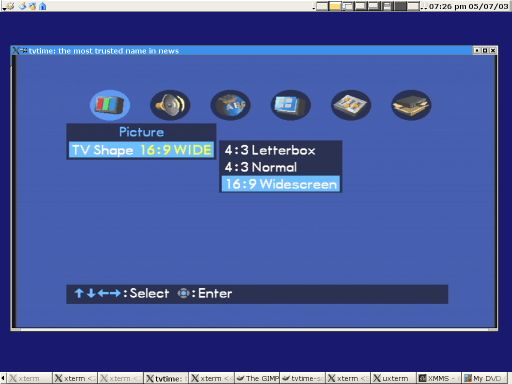 07:26 pm 05/07/03
tvtime: the most trusted name in news
ABC
Picture
TV Shape 16:9 WIDE
4:3 Letterbox
4:3 Normal
16:9 Widescreen
:Select :Enter
xterm xterm < xterm < tvtime: xterm < The GIMP tvtime-s xterm < uxterm XMMS - My DVD